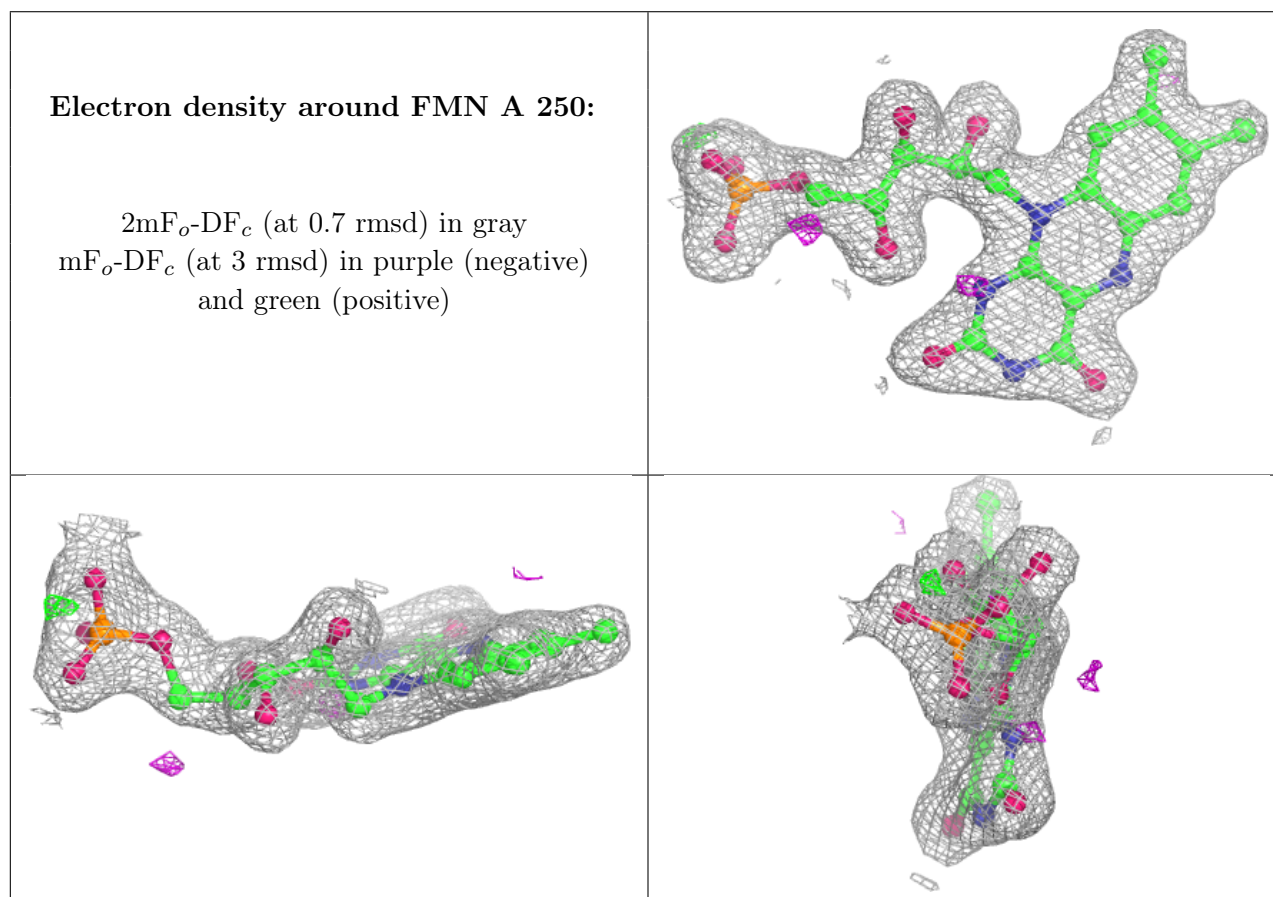 Electron density around FMN A 250:
2mFo-DFc (at 0.7 rmsd) in gray
mFo-DFc (at 3 rmsd) in purple (negative)
and green (positive)